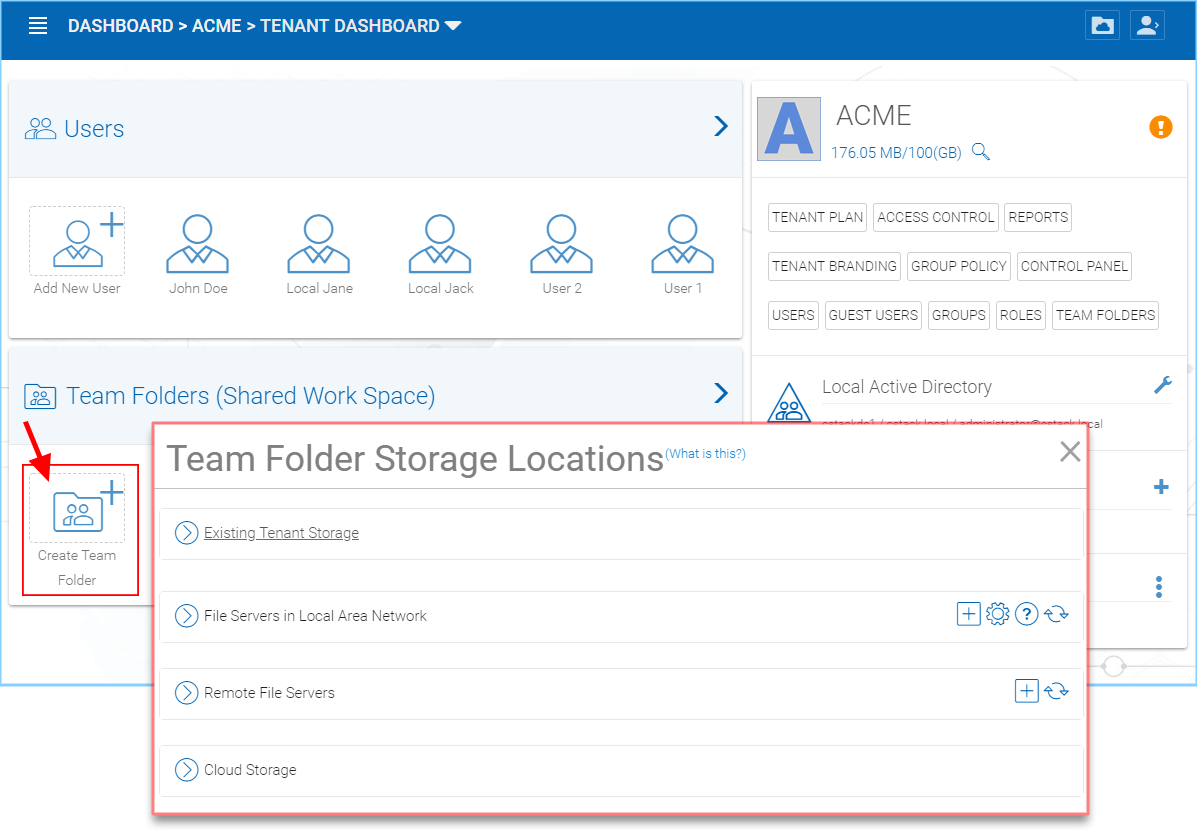 DASHBOARD > ACME > TENANT DASHBOARD
Users
Add New User
John Doe
Local Jane
Local Jack
User 2
User 1
Team Folders (Shared Work Space)
Create Team
Folder
A
ACME
176.05 MB/100(GB)
TENANT PLAN
ACCESS CONTROL
REPORTS
TENANT BRANDING
GROUP POLICY
CONTROL PANEL
USERS
GUEST USERS
GROUPS
ROLES
TEAM FOLDERS
Local Active Directory
Team Folder Storage Locations (What is this?)
Existing Tenant Storage
File Servers in Local Area Network
Remote File Servers
Cloud Storage